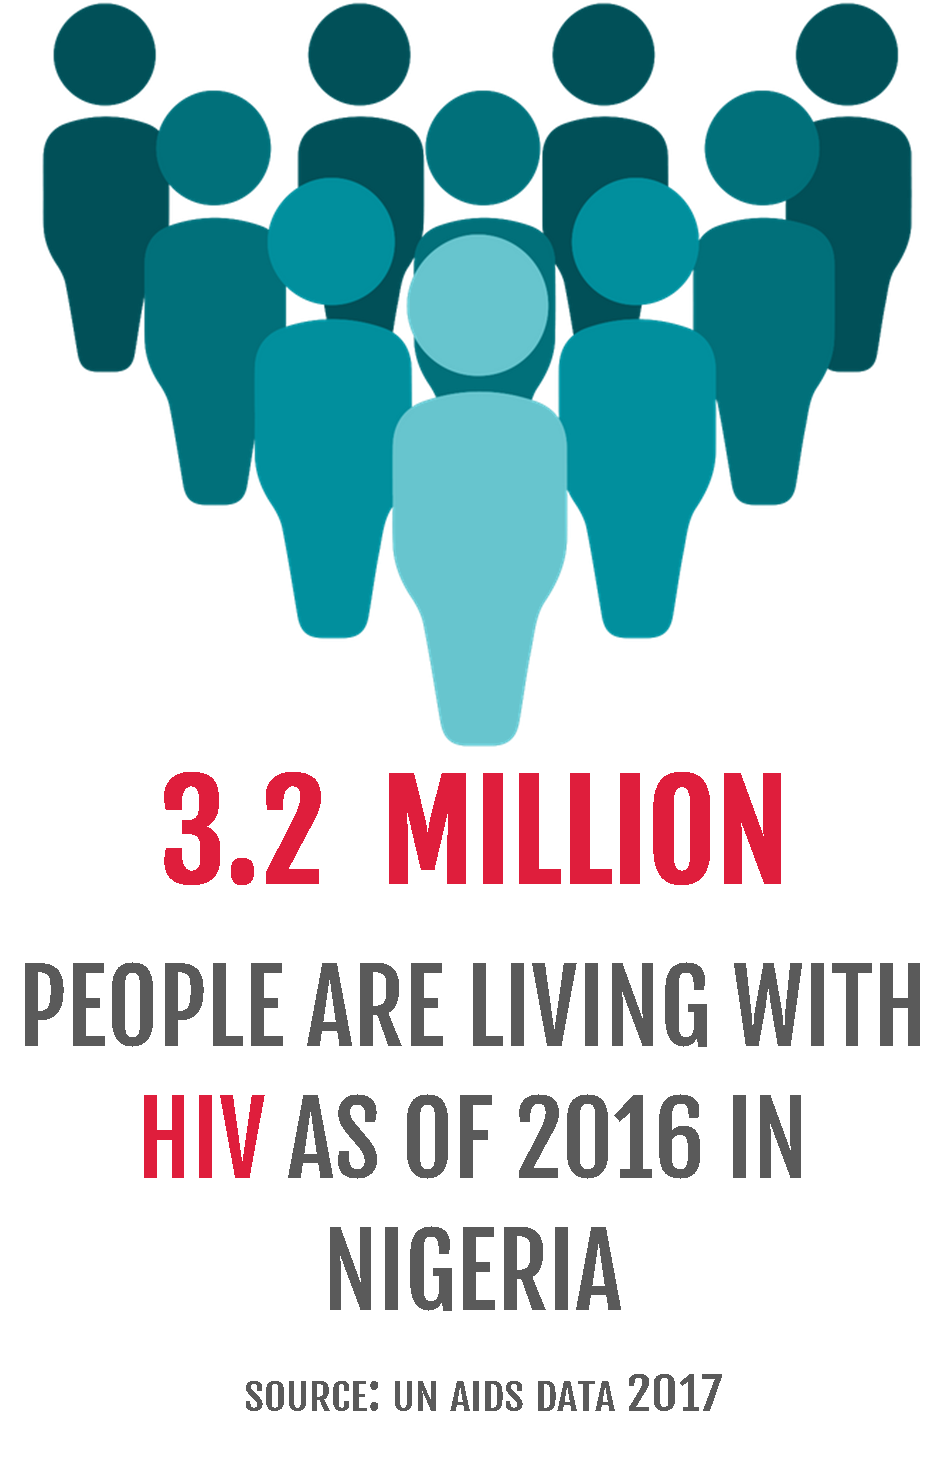 3.2 MILLION
PEOPLE ARE LIVING WITH
HIV AS OF 2016 IN
NIGERIA
SOURCE: UN AIDS DATA 2017